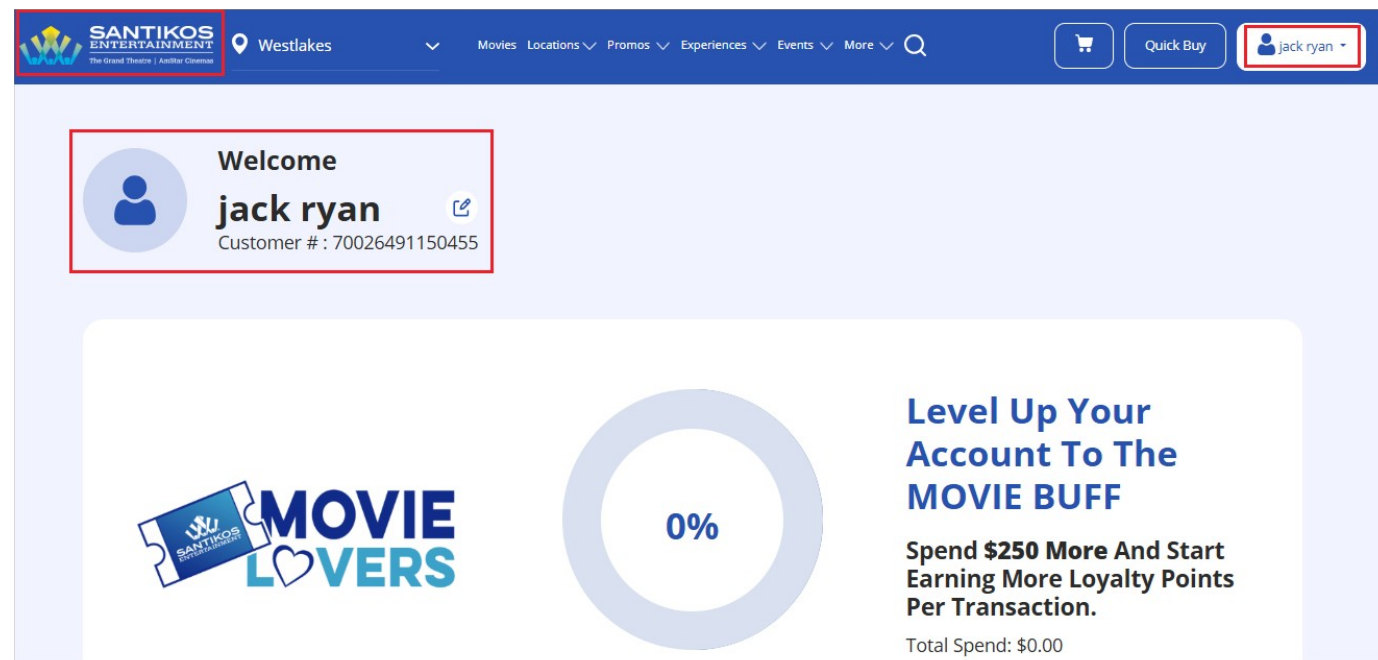 SANTIKOS
ENTERTAINMENT
The Grand Theatre | AmStar Cinemas
Westlakes
Movies Locations Promos Experiences Events More
Quick Buy
jack ryan
Welcome
jack ryan
Customer # : 70026491150455
SANTIKOS
ENTERTAINMENT
MOVIE
LOVERS
0%
Level Up Your
Account To The
MOVIE BUFF
Spend $250 More And Start
Earning More Loyalty Points
Per Transaction.
Total Spend: $0.00